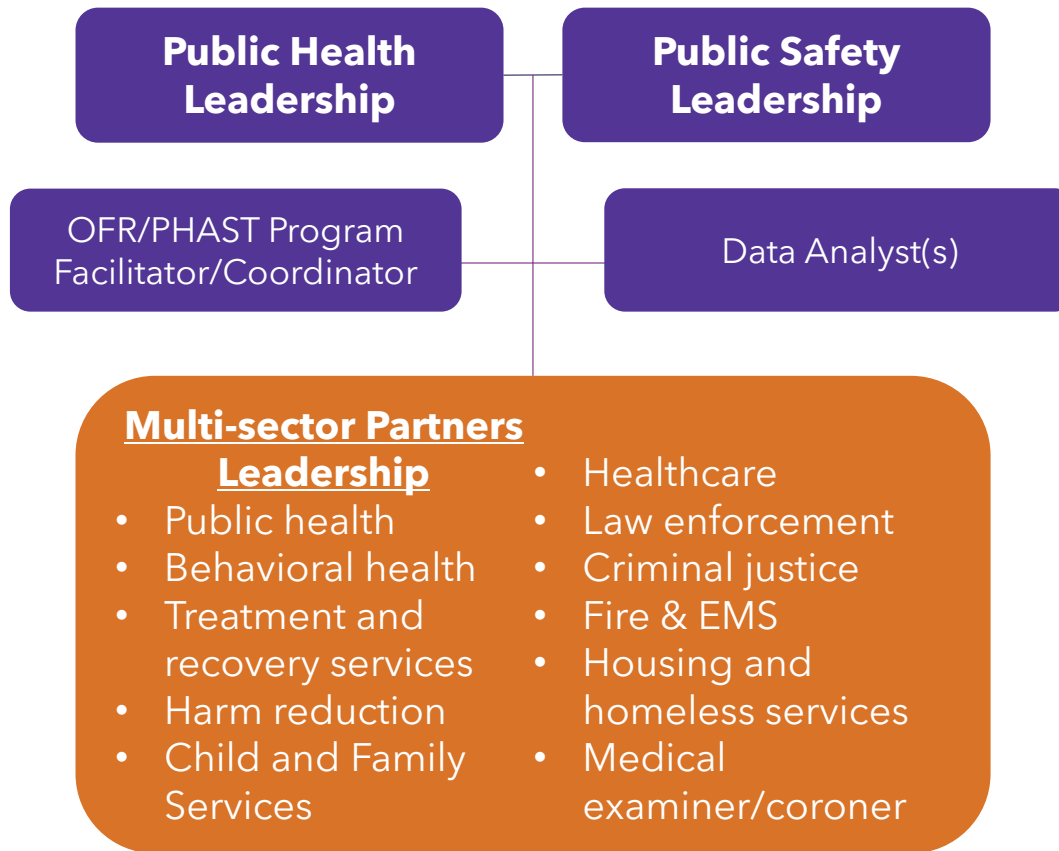 Public Health
Leadership
Public Safety
Leadership
OFR/PHAST Program
Facilitator/Coordinator
Data Analyst(s)
Multi-sector Partners
Leadership
• Public health
• Behavioral health
• Treatment and
recovery services
• Harm reduction
• Child and Family
Services
• Healthcare
• Law enforcement
• Criminal justice
• Fire & EMS
• Housing and
homeless services
• Medical
examiner/coroner